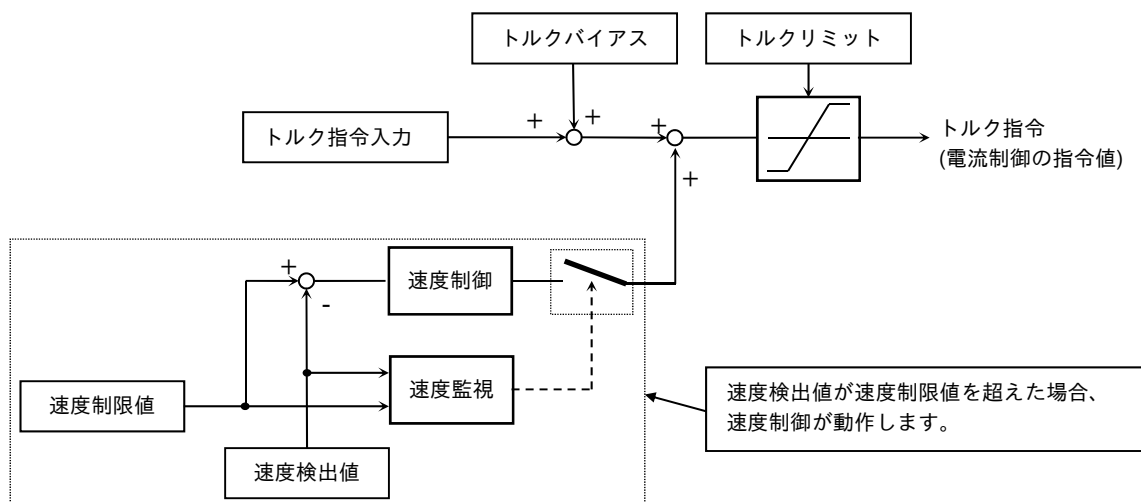 トルクバイアス
トルクリミット
トルク指令入力
+
+
+
+
トルク指令
(電流制御の指令値)
+
-
速度制御
速度監視
速度制限値
速度検出値
速度検出値が速度制限値を超えた場合、
速度制御が動作します。